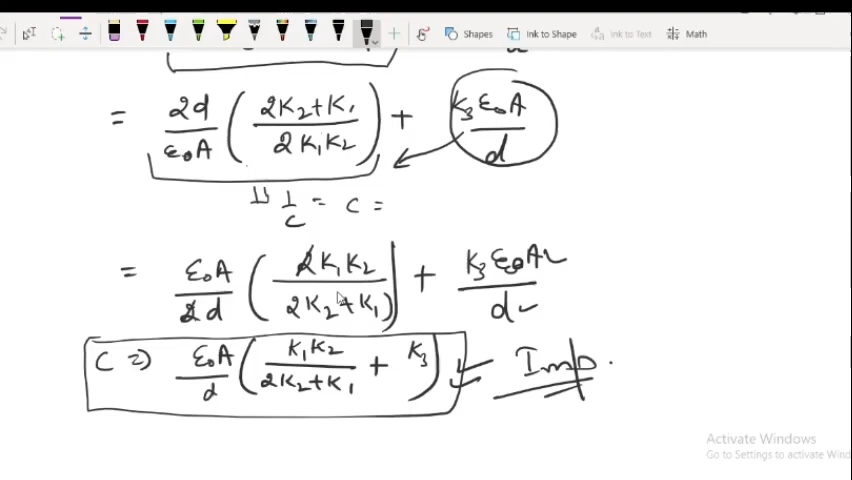 Shapes Ink to Shape Ink to Text Math
= 2d/ε₀A ( 2K₂+K₁ / 2K₁K₂ ) + K₃ε₀A/d
1/C = C =
= ε₀A/2d ( 2K₁K₂ / 2K₂+K₁ ) + K₃ε₀A/d
C ⇒ ε₀A/d ( K₁K₂ / 2K₂+K₁ + K₃ ) Imp.
Activate Windows
Go to Settings to activate Wind